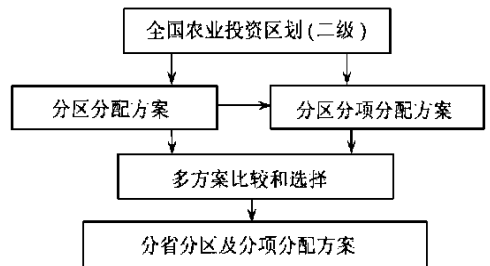 全国农业投资区划(二级)
分区分配方案
分区分项分配方案
多方案比较和选择
分省分区及分项分配方案